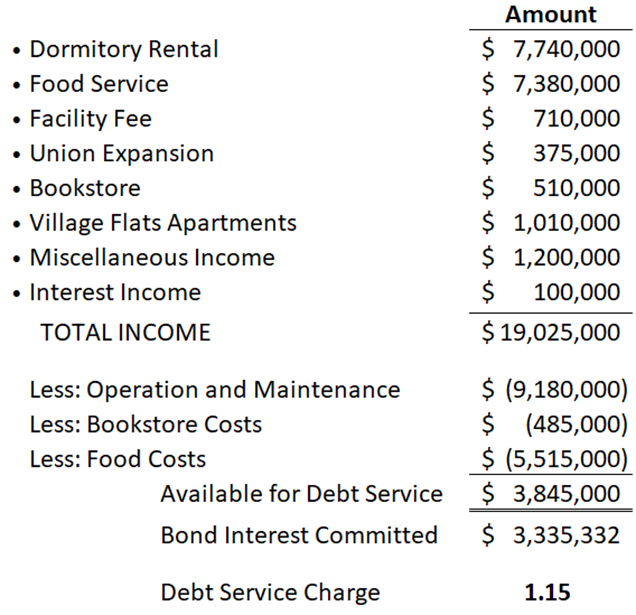 Amount
• Dormitory Rental $ 7,740,000
• Food Service $ 7,380,000
• Facility Fee $ 710,000
• Union Expansion $ 375,000
• Bookstore $ 510,000
• Village Flats Apartments $ 1,010,000
• Miscellaneous Income $ 1,200,000
• Interest Income $ 100,000
TOTAL INCOME $ 19,025,000
Less: Operation and Maintenance $ (9,180,000)
Less: Bookstore Costs $ (485,000)
Less: Food Costs $ (5,515,000)
Available for Debt Service $ 3,845,000
Bond Interest Committed $ 3,335,332
Debt Service Charge 1.15